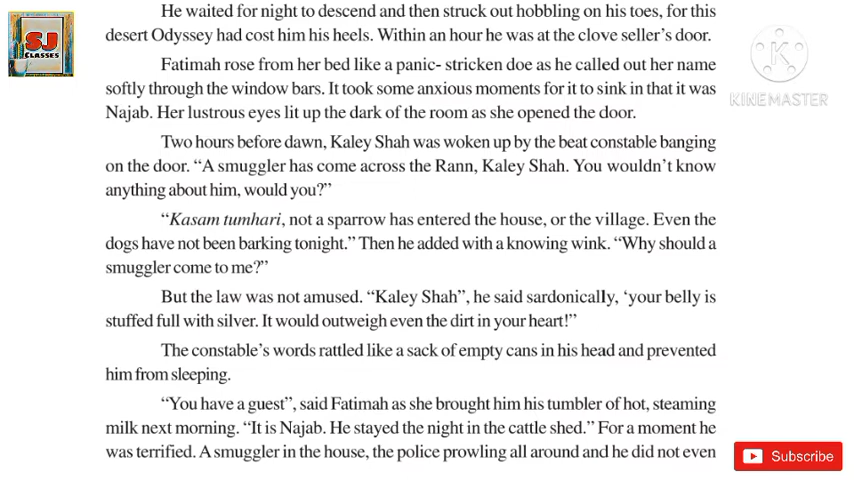 He waited for night to descend and then struck out hobbling on his toes, for this
desert Odyssey had cost him his heels. Within an hour he was at the clove seller's door.
Fatimah rose from her bed like a panic- stricken doe as he called out her name
softly through the window bars. It took some anxious moments for it to sink in that it was
Najab. Her lustrous eyes lit up the dark of the room as she opened the door.
Two hours before dawn, Kaley Shah was woken up by the beat constable banging
on the door. "A smuggler has come across the Rann, Kaley Shah. You wouldn't know
anything about him, would you?"
"Kasam tumhari, not a sparrow has entered the house, or the village. Even the
dogs have not been barking tonight." Then he added with a knowing wink. "Why should a
smuggler come to me?"
But the law was not amused. "Kaley Shah", he said sardonically, 'your belly is
stuffed full with silver. It would outweigh even the dirt in your heart!"
The constable's words rattled like a sack of empty cans in his head and prevented
him from sleeping.
"You have a guest", said Fatimah as she brought him his tumbler of hot, steaming
milk next morning. "It is Najab. He stayed the night in the cattle shed." For a moment he
was terrified. A smuggler in the house, the police prowling all around and he did not even
SJ
CLASSES
KINEMASTER
Subscribe